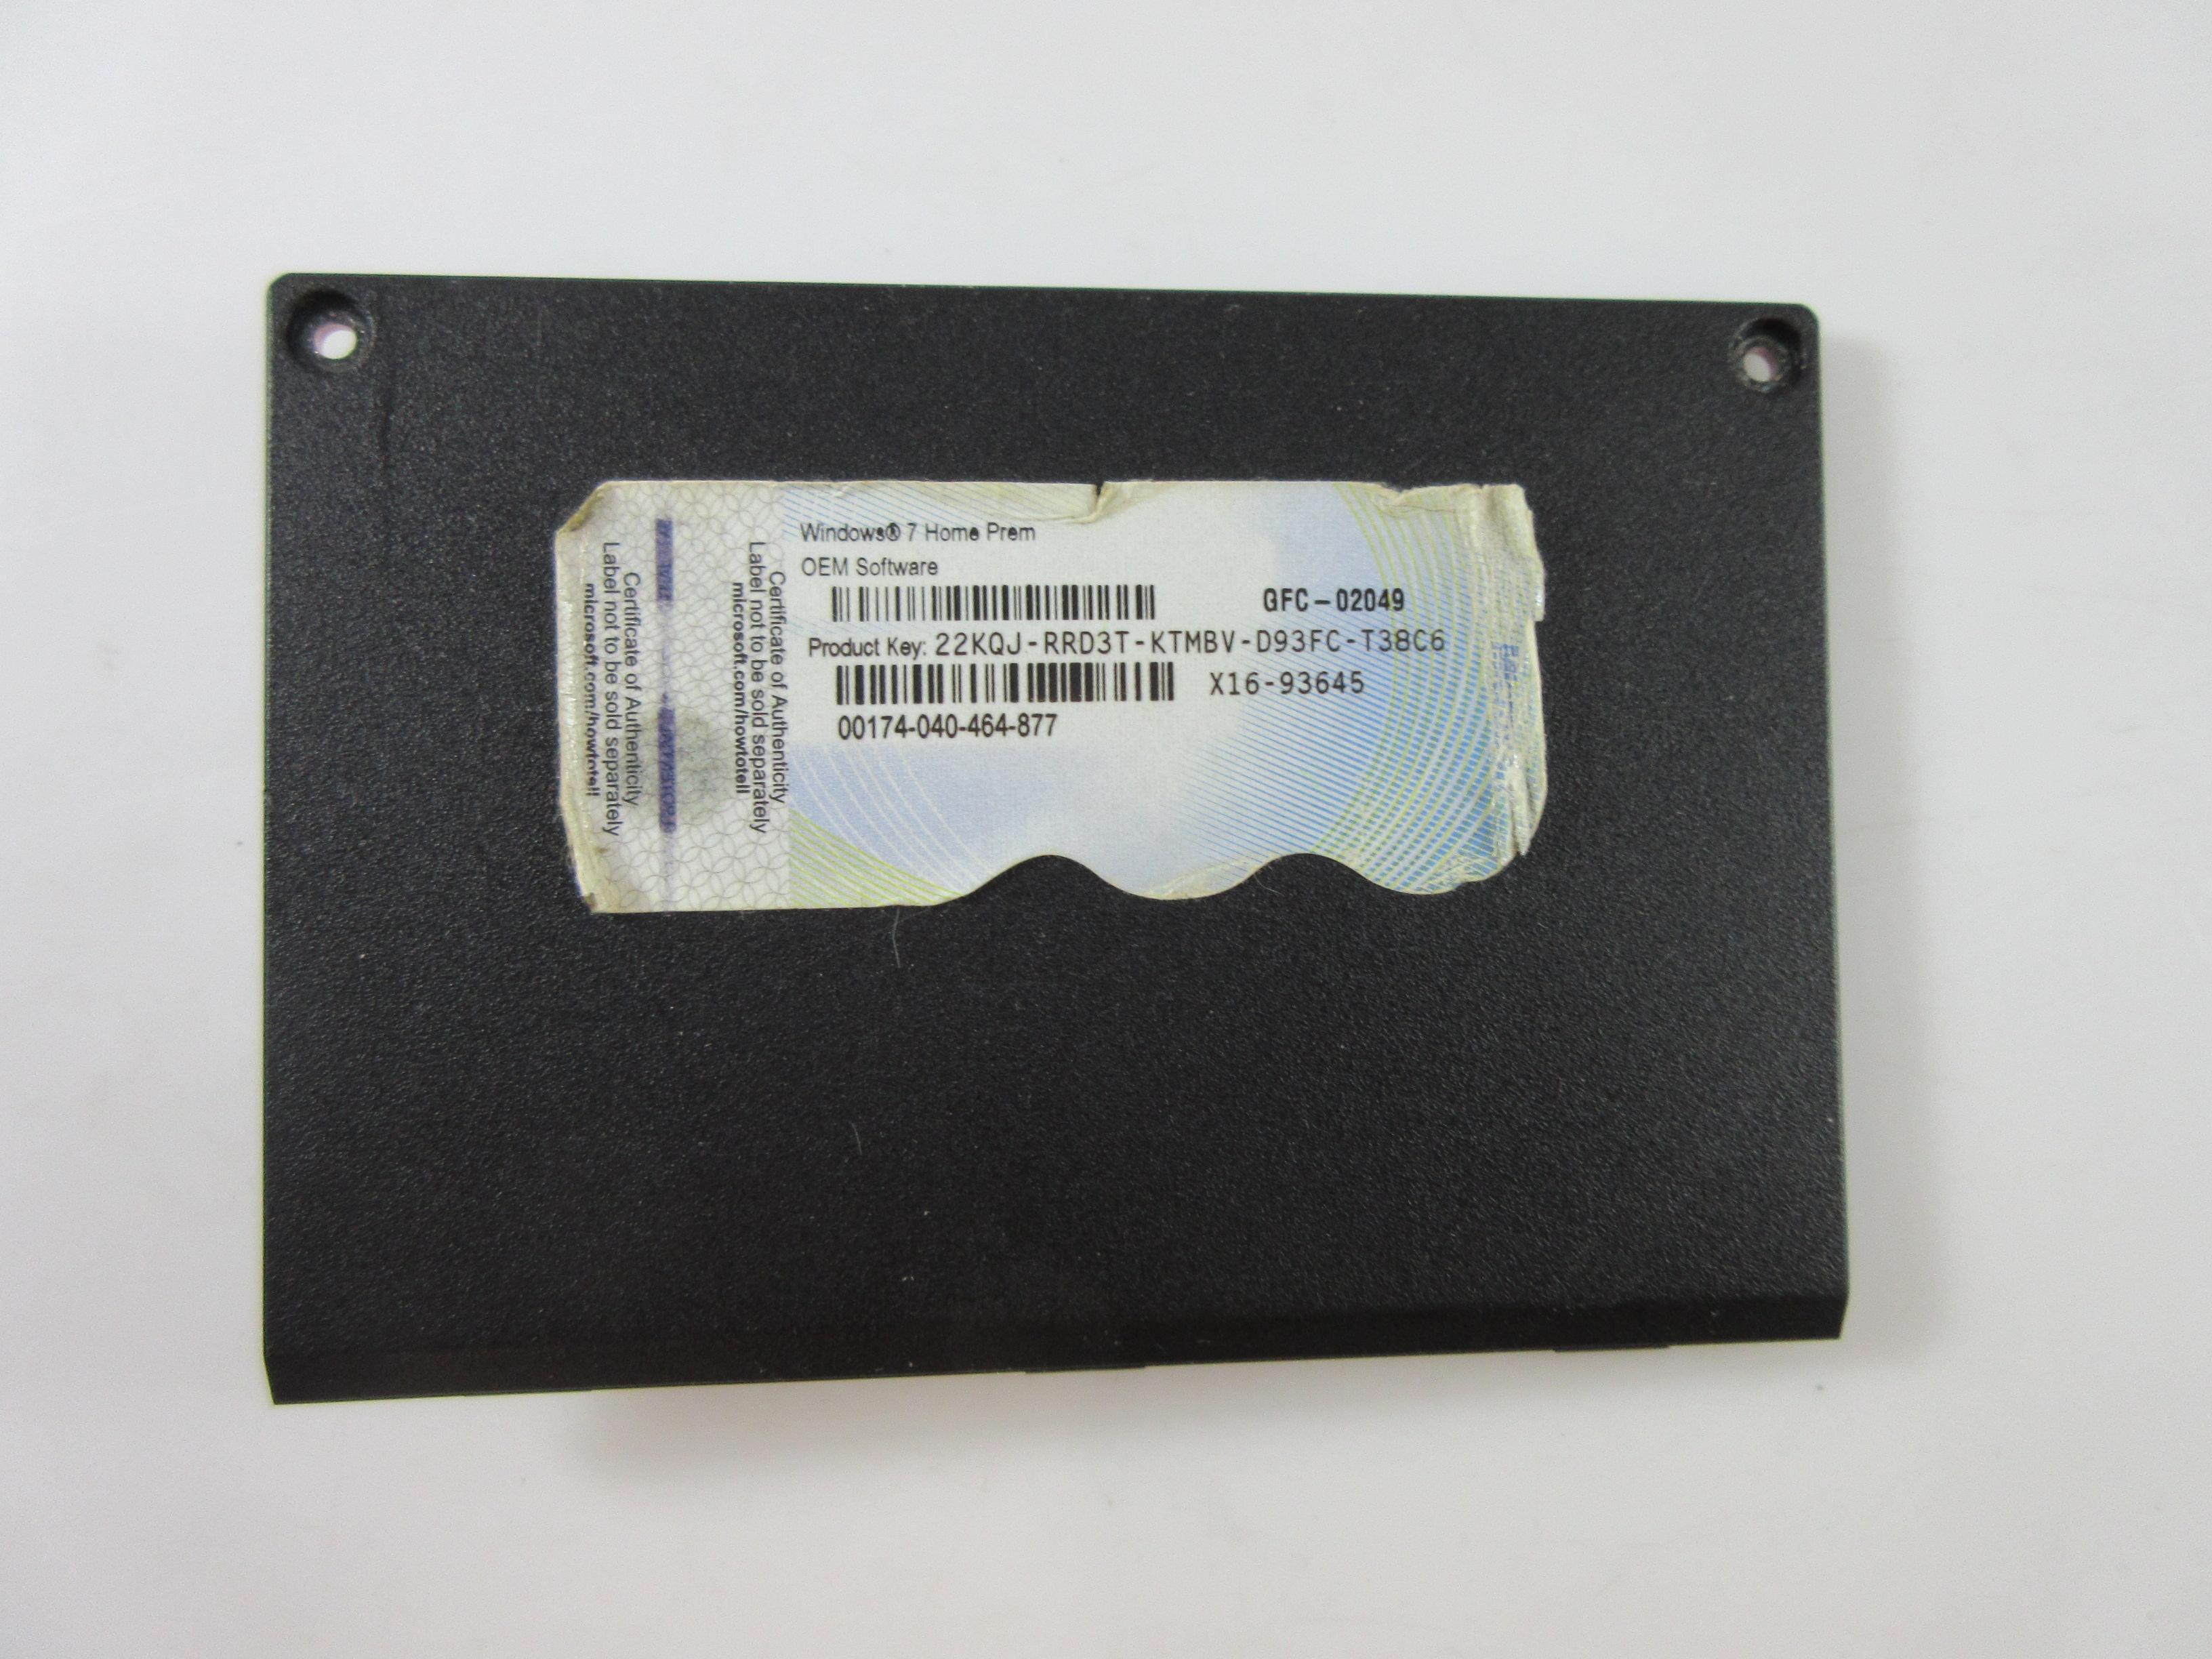 Windows® 7 Home Prem
OEM Software
GFC-02049
Product Key: 22KQJ-RRD3T-KTMBV-D93FC-T38C6
X16-93645
00174-040-464-877
Certificate of Authenticity
Label not to be sold separately
microsoft.com/howtotell
Certificate of Authenticity
Label not to be sold separately
microsoft.com/howtotell